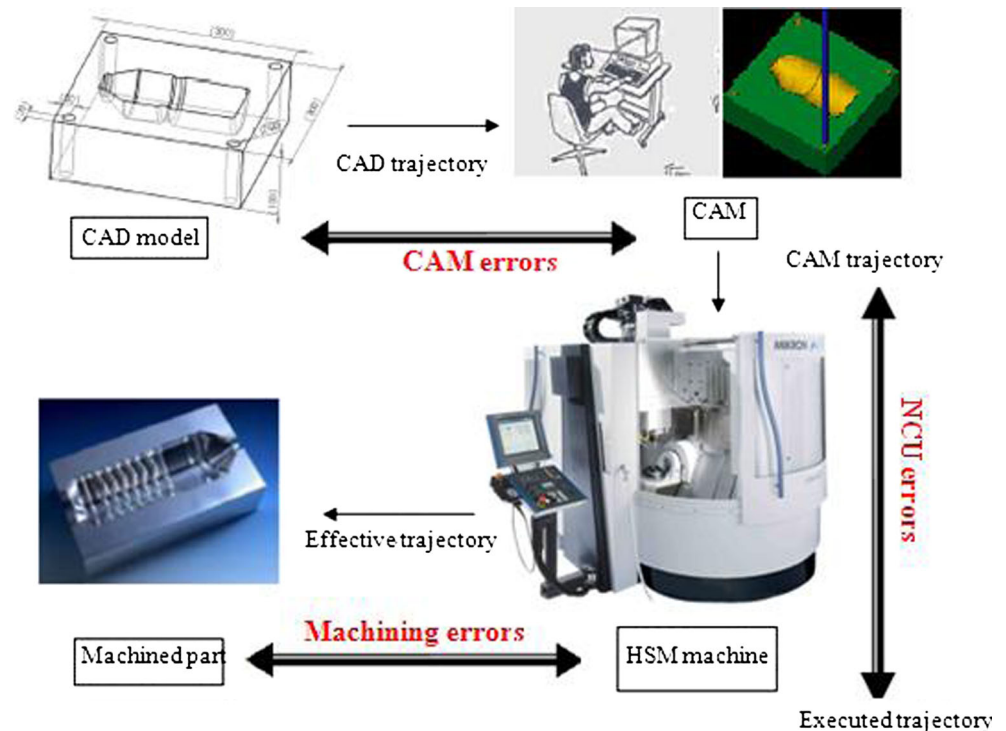 [300]
CAD trajectory
CAD model
CAM
CAM errors
CAM trajectory
NCU errors
Effective trajectory
Machining errors
Machined part
HSM machine
Executed trajectory